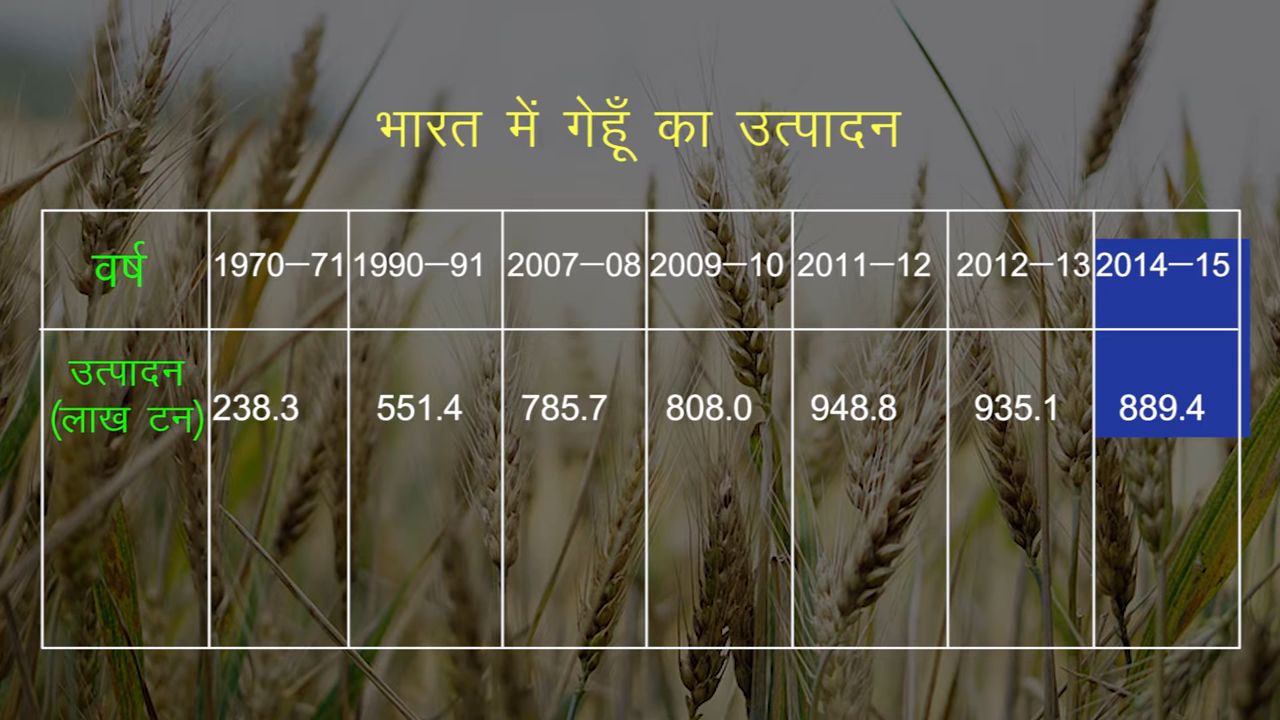 भारत में गेहूँ का उत्पादन
वर्ष 1970–71 1990–91 2007–08 2009–10 2011–12 2012–13 2014–15
उत्पादन
(लाख टन) 238.3 551.4 785.7 808.0 948.8 935.1 889.4